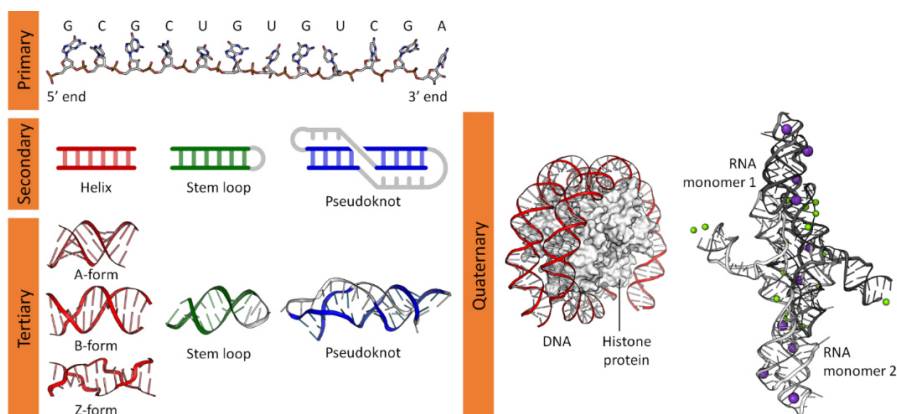 Primary
G C G C U G U G U C G A
5' end
3' end
Secondary
Helix
Stem loop
Pseudoknot
Tertiary
A-form
B-form
Z-form
Stem loop
Pseudoknot
Quaternary
DNA
Histone
protein
RNA
monomer 1
RNA
monomer 2